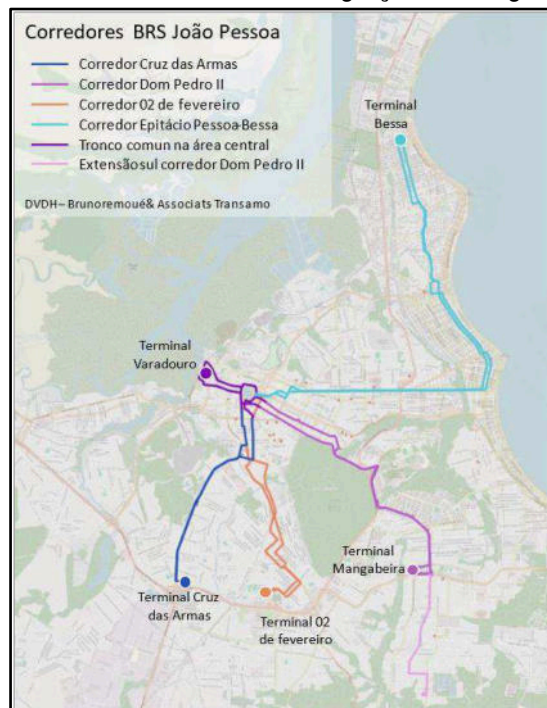 Corredores BRS João Pessoa
Corredor Cruz das Armas
Corredor Dom Pedro II
Corredor 02 de fevereiro
Corredor Epitácio Pessoa-Bessa
Tronco comun na área central
Extensão sul corredor Dom Pedro II
DVDH– Brunoremoué& Associats Transamo
Terminal
Bessa
Terminal
Varadouro
Terminal
Mangabeira
Terminal Cruz
das Armas
Terminal 02
de fevereiro